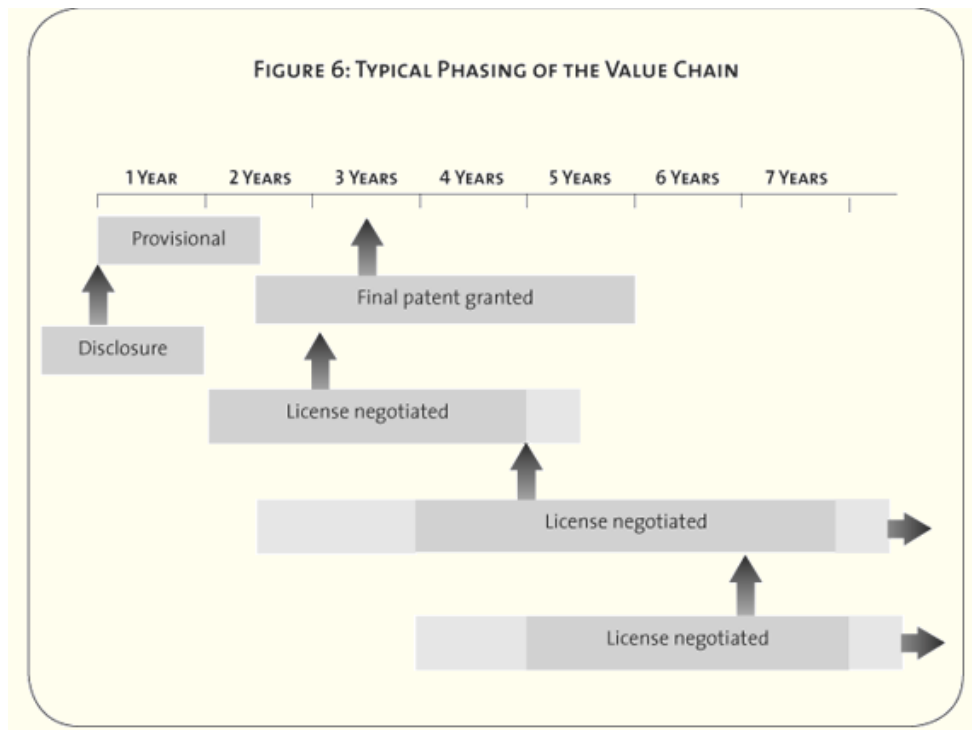 FIGURE 6: TYPICAL PHASING OF THE VALUE CHAIN
1 YEAR 2 YEARS 3 YEARS 4 YEARS 5 YEARS 6 YEARS 7 YEARS
Provisional
Final patent granted
Disclosure
License negotiated
License negotiated
License negotiated